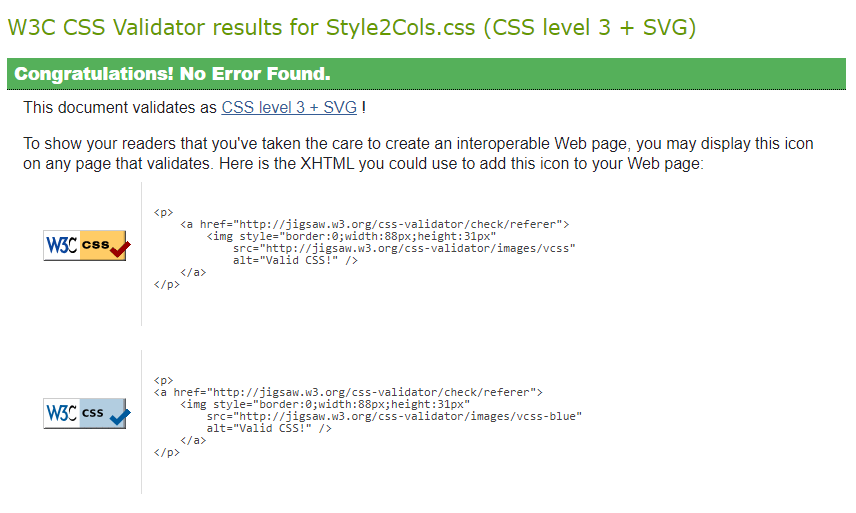 W3C CSS Validator results for Style2Cols.css (CSS level 3 + SVG)
Congratulations! No Error Found.
This document validates as CSS level 3 + SVG !
To show your readers that you've taken the care to create an interoperable Web page, you may display this icon
on any page that validates. Here is the XHTML you could use to add this icon to your Web page:
W3C css
<p>
    <a href="http://jigsaw.w3.org/css-validator/check/referer">
        <img style="border:0;width:88px;height:31px"
            src="http://jigsaw.w3.org/css-validator/images/vcss"
            alt="Valid CSS!" />
    </a>
</p>
W3C css
<p>
<a href="http://jigsaw.w3.org/css-validator/check/referer">
    <img style="border:0;width:88px;height:31px"
        src="http://jigsaw.w3.org/css-validator/images/vcss-blue"
        alt="Valid CSS!" />
    </a>
</p>